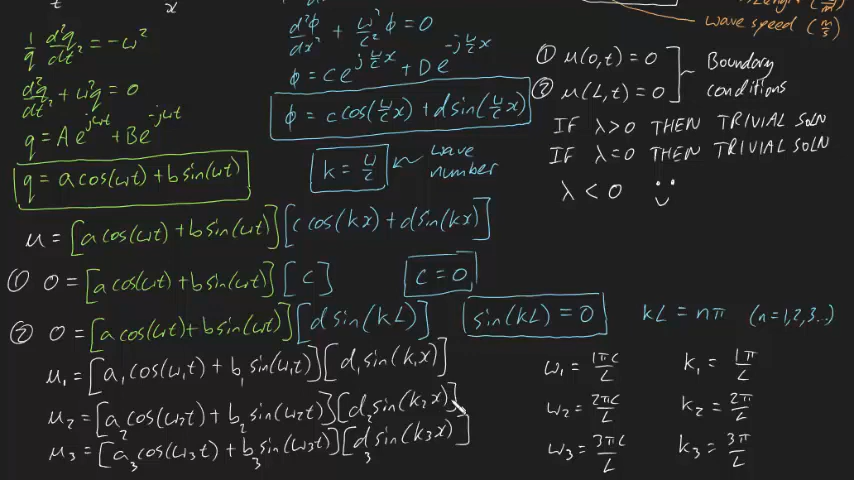 t
x
1/q d²q/dt² = -ω²
d²q/dt² + ω²q = 0
q = Ae^(jωt) + Be^(-jωt)
q = a cos(ωt) + b sin(ωt)
d²ϕ/dx² + ω²/c² ϕ = 0
ϕ = Ce^(j ω/c x) + De^(-j ω/c x)
ϕ = c cos(ω/c x) + d sin(ω/c x)
k = ω/c
wave
number
wave speed (m/s)
① μ(0,t) = 0
② μ(L,t) = 0
Boundary
conditions
IF λ>0 THEN TRIVIAL SOLN
IF λ=0 THEN TRIVIAL SOLN
λ < 0
μ = [a cos(ωt) + b sin(ωt)][c cos(kx) + d sin(kx)]
① 0 = [a cos(ωt) + b sin(ωt)][c] c = 0
② 0 = [a cos(ωt) + b sin(ωt)][d sin(kL)] sin(kL) = 0 kL = nπ (n=1,2,3..)
μ₁ = [a₁ cos(ω₁t) + b₁ sin(ω₁t)][d₁ sin(k₁x)] ω₁ = 1πc/L k₁ = 1π/L
μ₂ = [a₂ cos(ω₂t) + b₂ sin(ω₂t)][d₂ sin(k₂x)] ω₂ = 2πc/L k₂ = 2π/L
μ₃ = [a₃ cos(ω₃t) + b₃ sin(ω₃t)][d₃ sin(k₃x)] ω₃ = 3πc/L k₃ = 3π/L